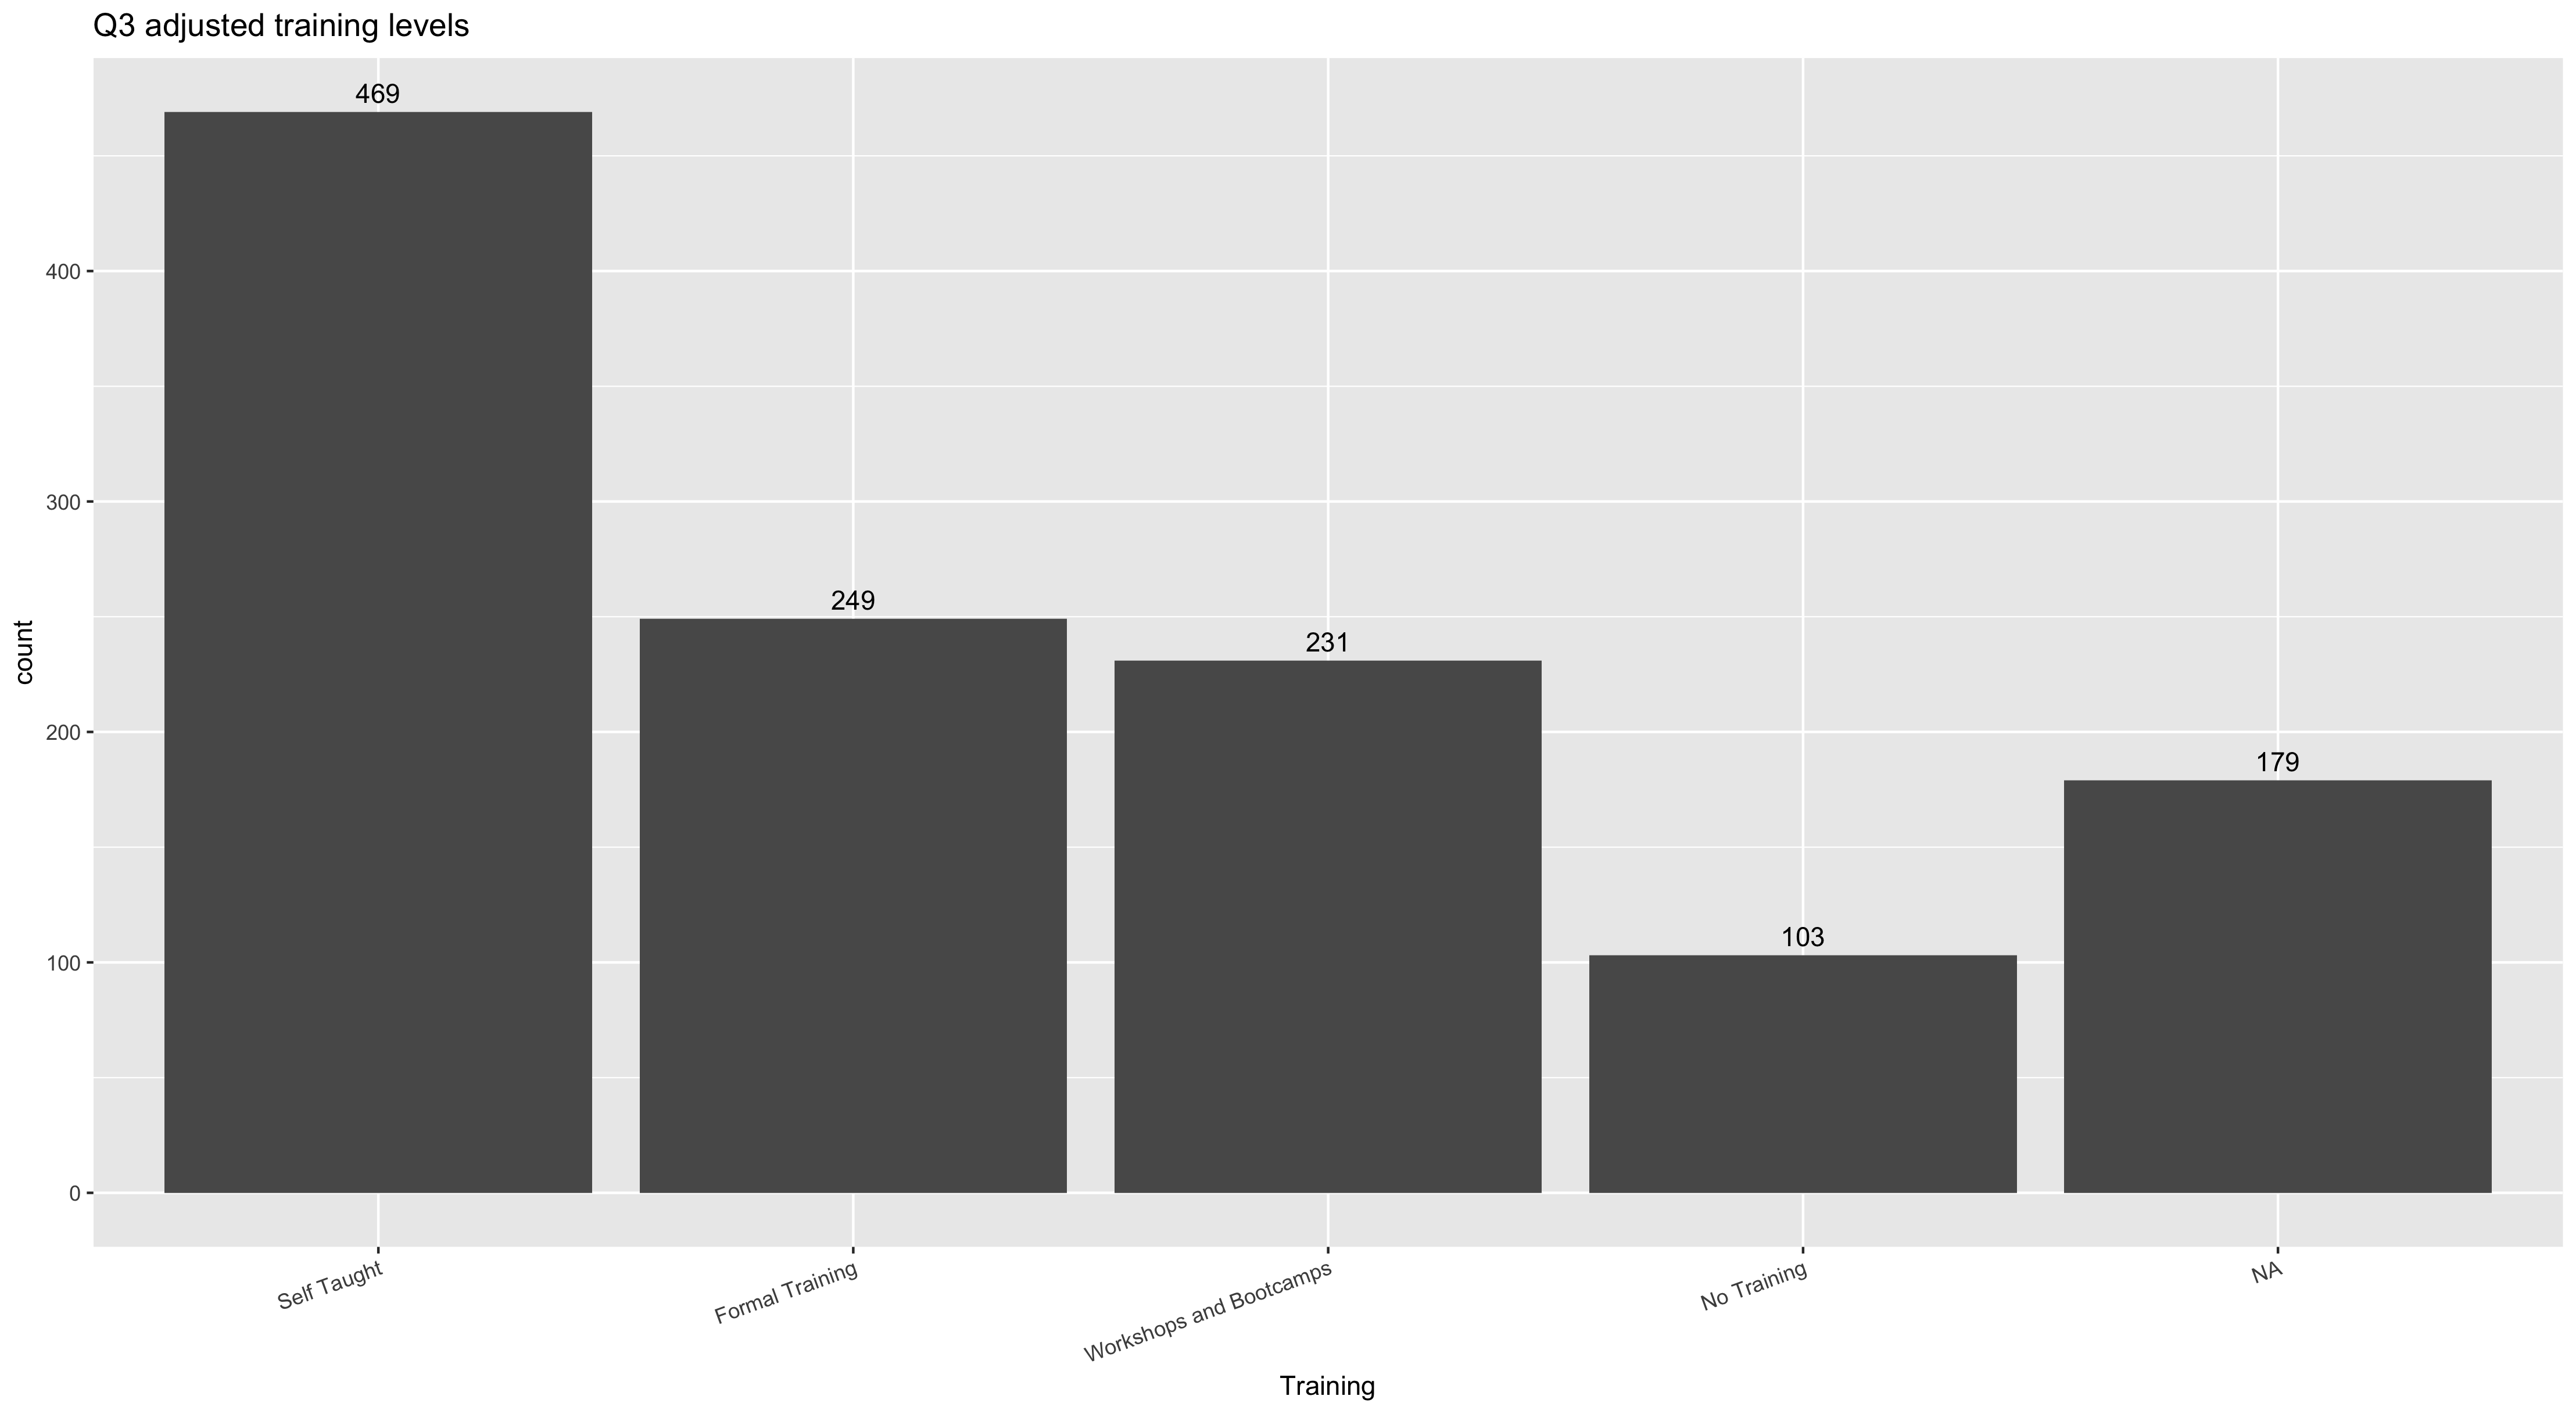 Q3 adjusted training levels
469
249
231
103
179
400
300
200
100
0
count
Self Taught
Formal Training
Workshops and Bootcamps
No Training
NA
Training